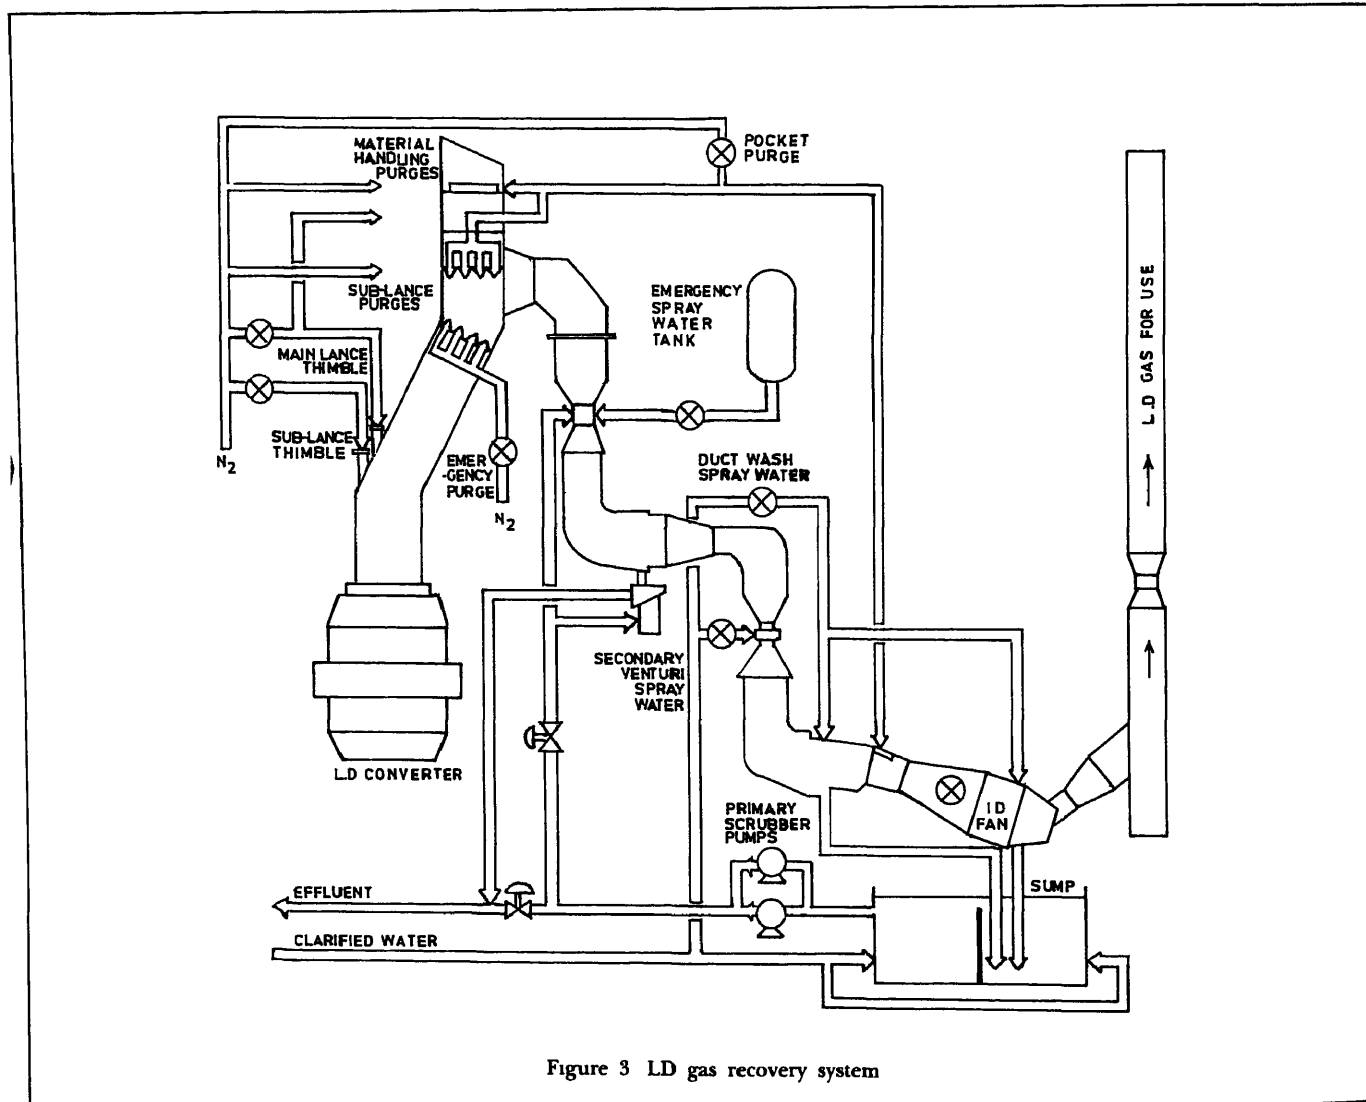 MATERIAL
HANDLING
PURGES
POCKET
PURGE
SUB-LANCE
PURGES
EMERGENCY
SPRAY
WATER
TANK
MAIN LANCE
THIMBLE
SUB-LANCE
THIMBLE
N2
EMER
-GENCY
PURGE
N2
DUCT WASH
SPRAY WATER
L.D GAS FOR USE
SECONDARY
VENTURI
SPRAY
WATER
L.D CONVERTER
PRIMARY
SCRUBBER
PUMPS
I D
FAN
SUMP
EFFLUENT
CLARIFIED WATER
Figure 3 LD gas recovery system